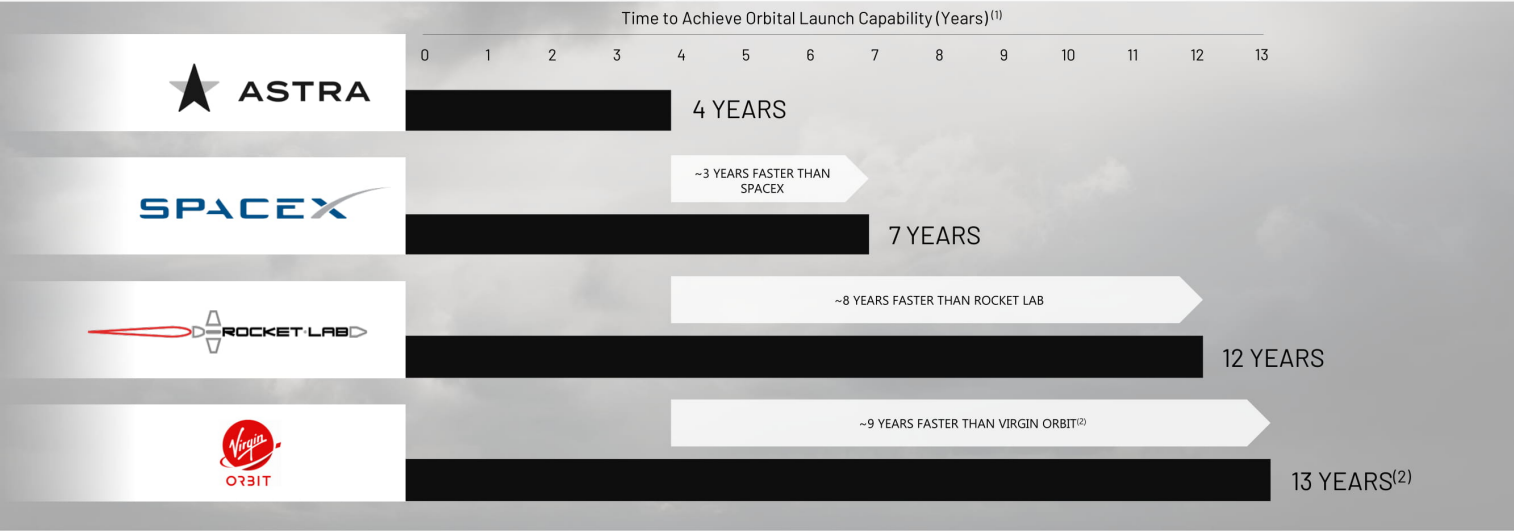 Time to Achieve Orbital Launch Capability (Years) (1)
0 1 2 3 4 5 6 7 8 9 10 11 12 13
ASTRA
4 YEARS
~3 YEARS FASTER THAN
SPACEX
SPACEX
7 YEARS
~8 YEARS FASTER THAN ROCKET LAB
ROCKET·LAB
12 YEARS
~9 YEARS FASTER THAN VIRGIN ORBIT(2)
Virgin
ORBIT
13 YEARS(2)